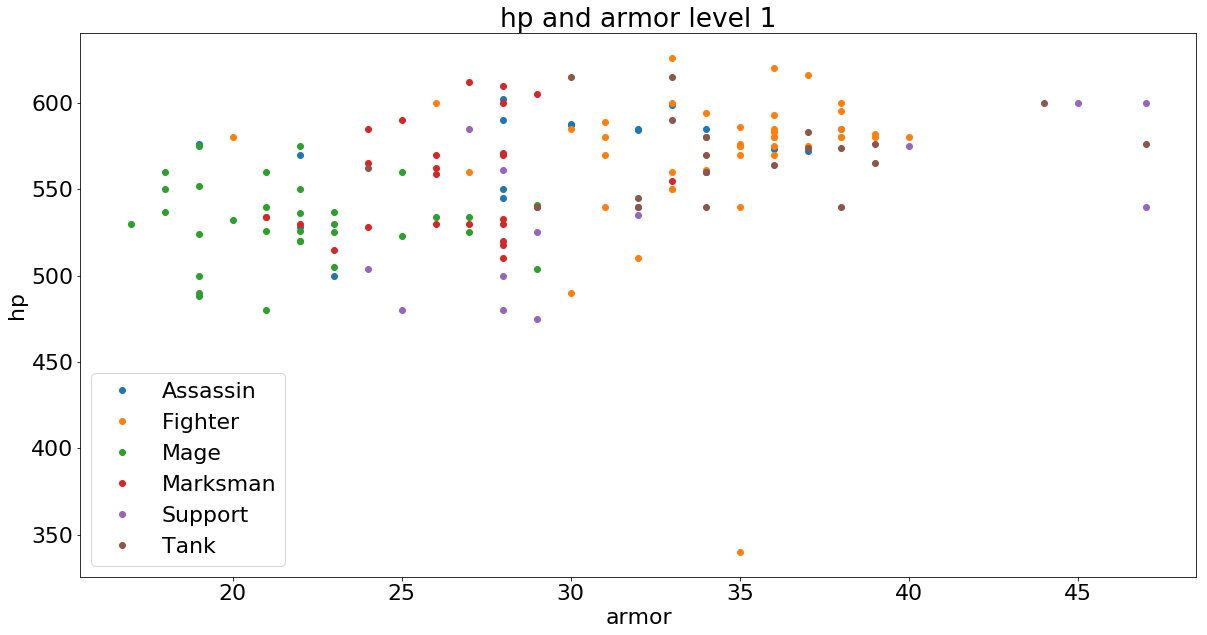 hp and armor level 1
600
550
500
450
400
350
hp
Assassin
Fighter
Mage
Marksman
Support
Tank
20 25 30 35 40 45
armor